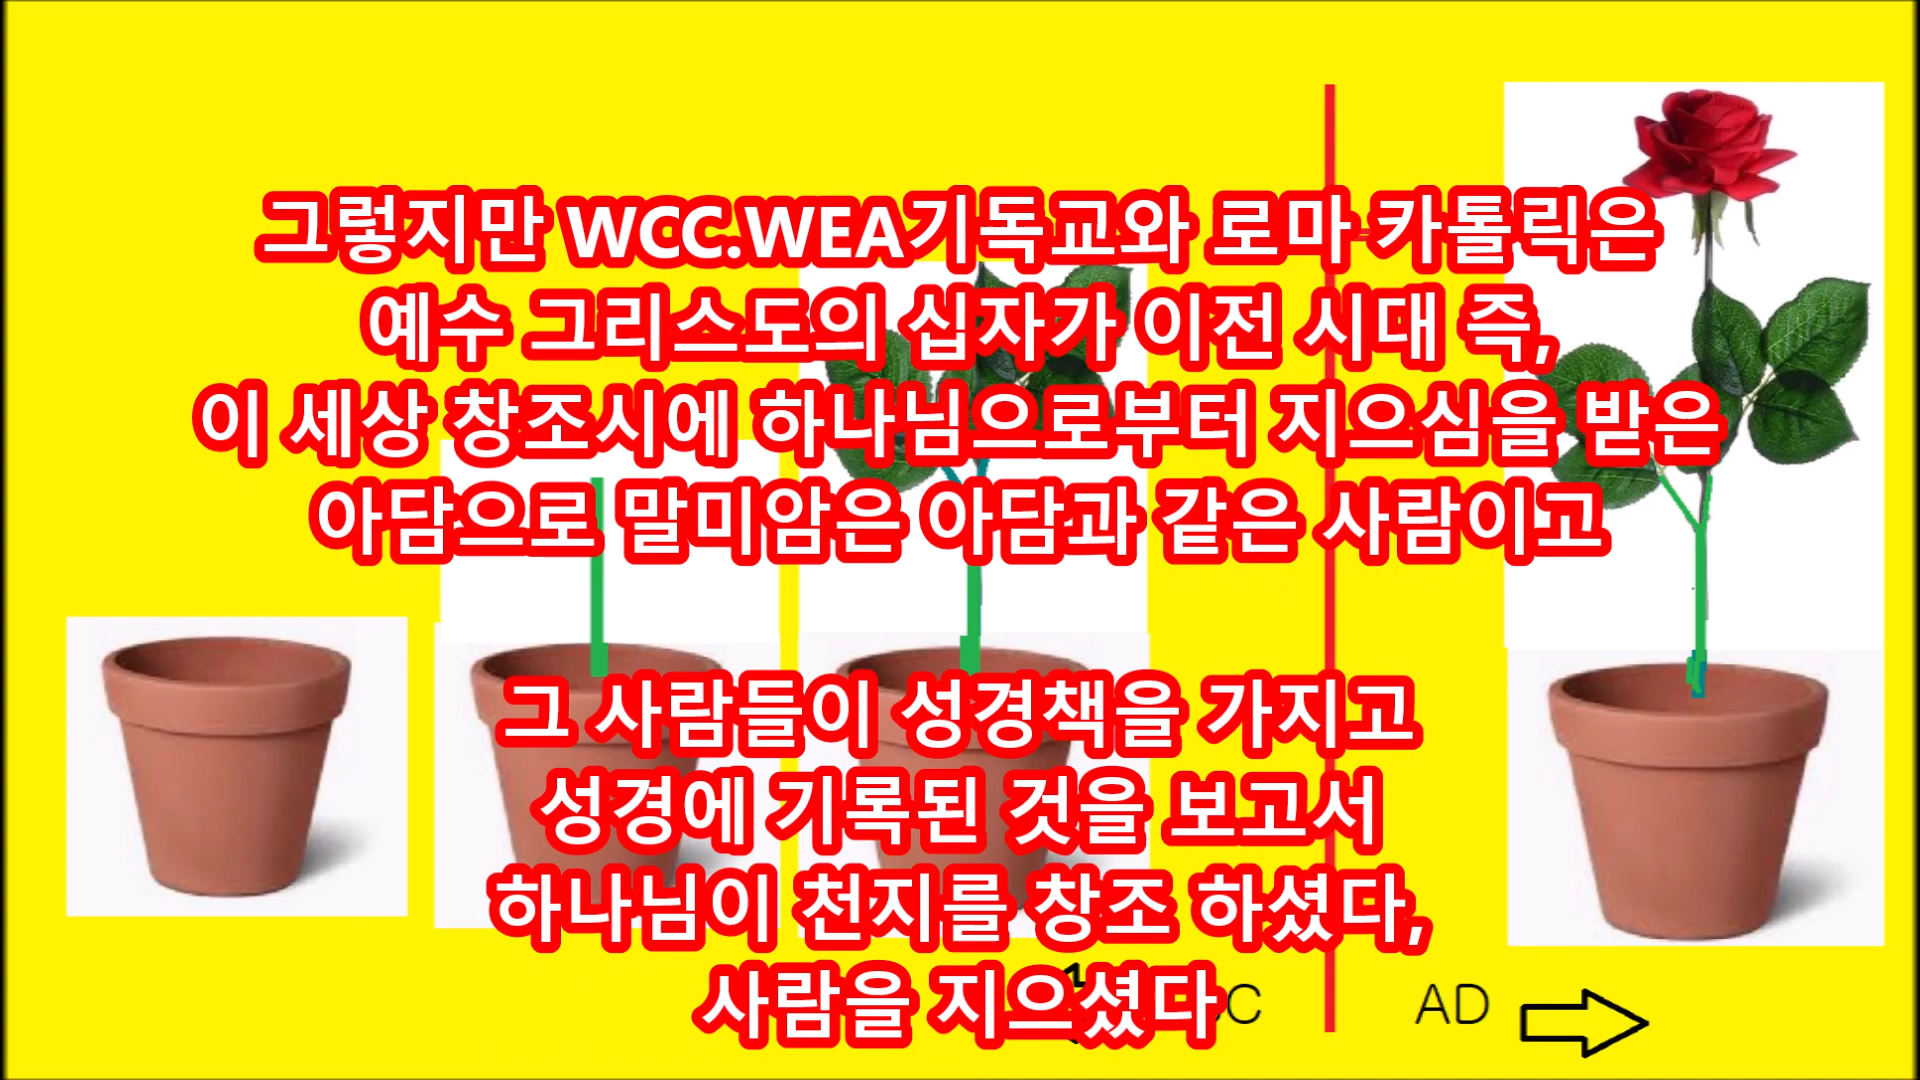 그렇지만 WCC.WEA기독교와 로마 카톨릭은
예수 그리스도의 십자가 이전 시대 즉,
이 세상 창조시에 하나님으로부터 지으심을 받은
아담으로 말미암은 아담과 같은 사람이고
그 사람들이 성경책을 가지고
성경에 기록된 것을 보고서
하나님이 천지를 창조 하셨다,
사람을 지으셨다
AD